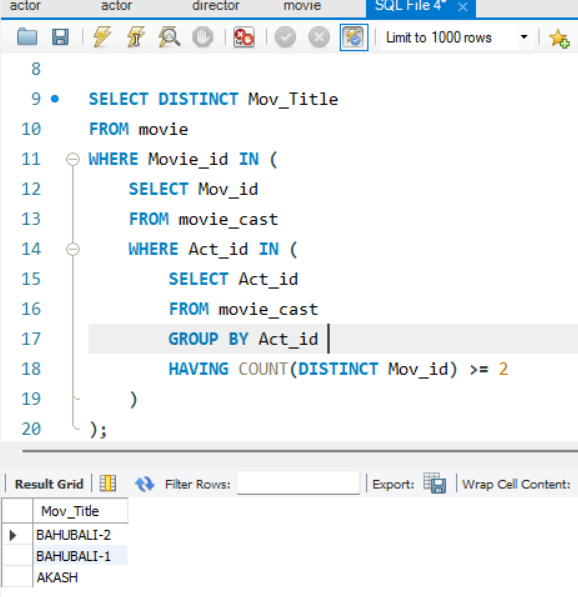 actor actor director movie SQL File 4*
Limit to 1000 rows
8
9 SELECT DISTINCT Mov_Title
10 FROM movie
11 WHERE Movie_id IN (
12 SELECT Mov_id
13 FROM movie_cast
14 WHERE Act_id IN (
15 SELECT Act_id
16 FROM movie_cast
17 GROUP BY Act_id
18 HAVING COUNT(DISTINCT Mov_id) >= 2
19 )
20 );
Result Grid Filter Rows: Export: Wrap Cell Content:
Mov_Title
BAHUBALI-2
BAHUBALI-1
AKASH